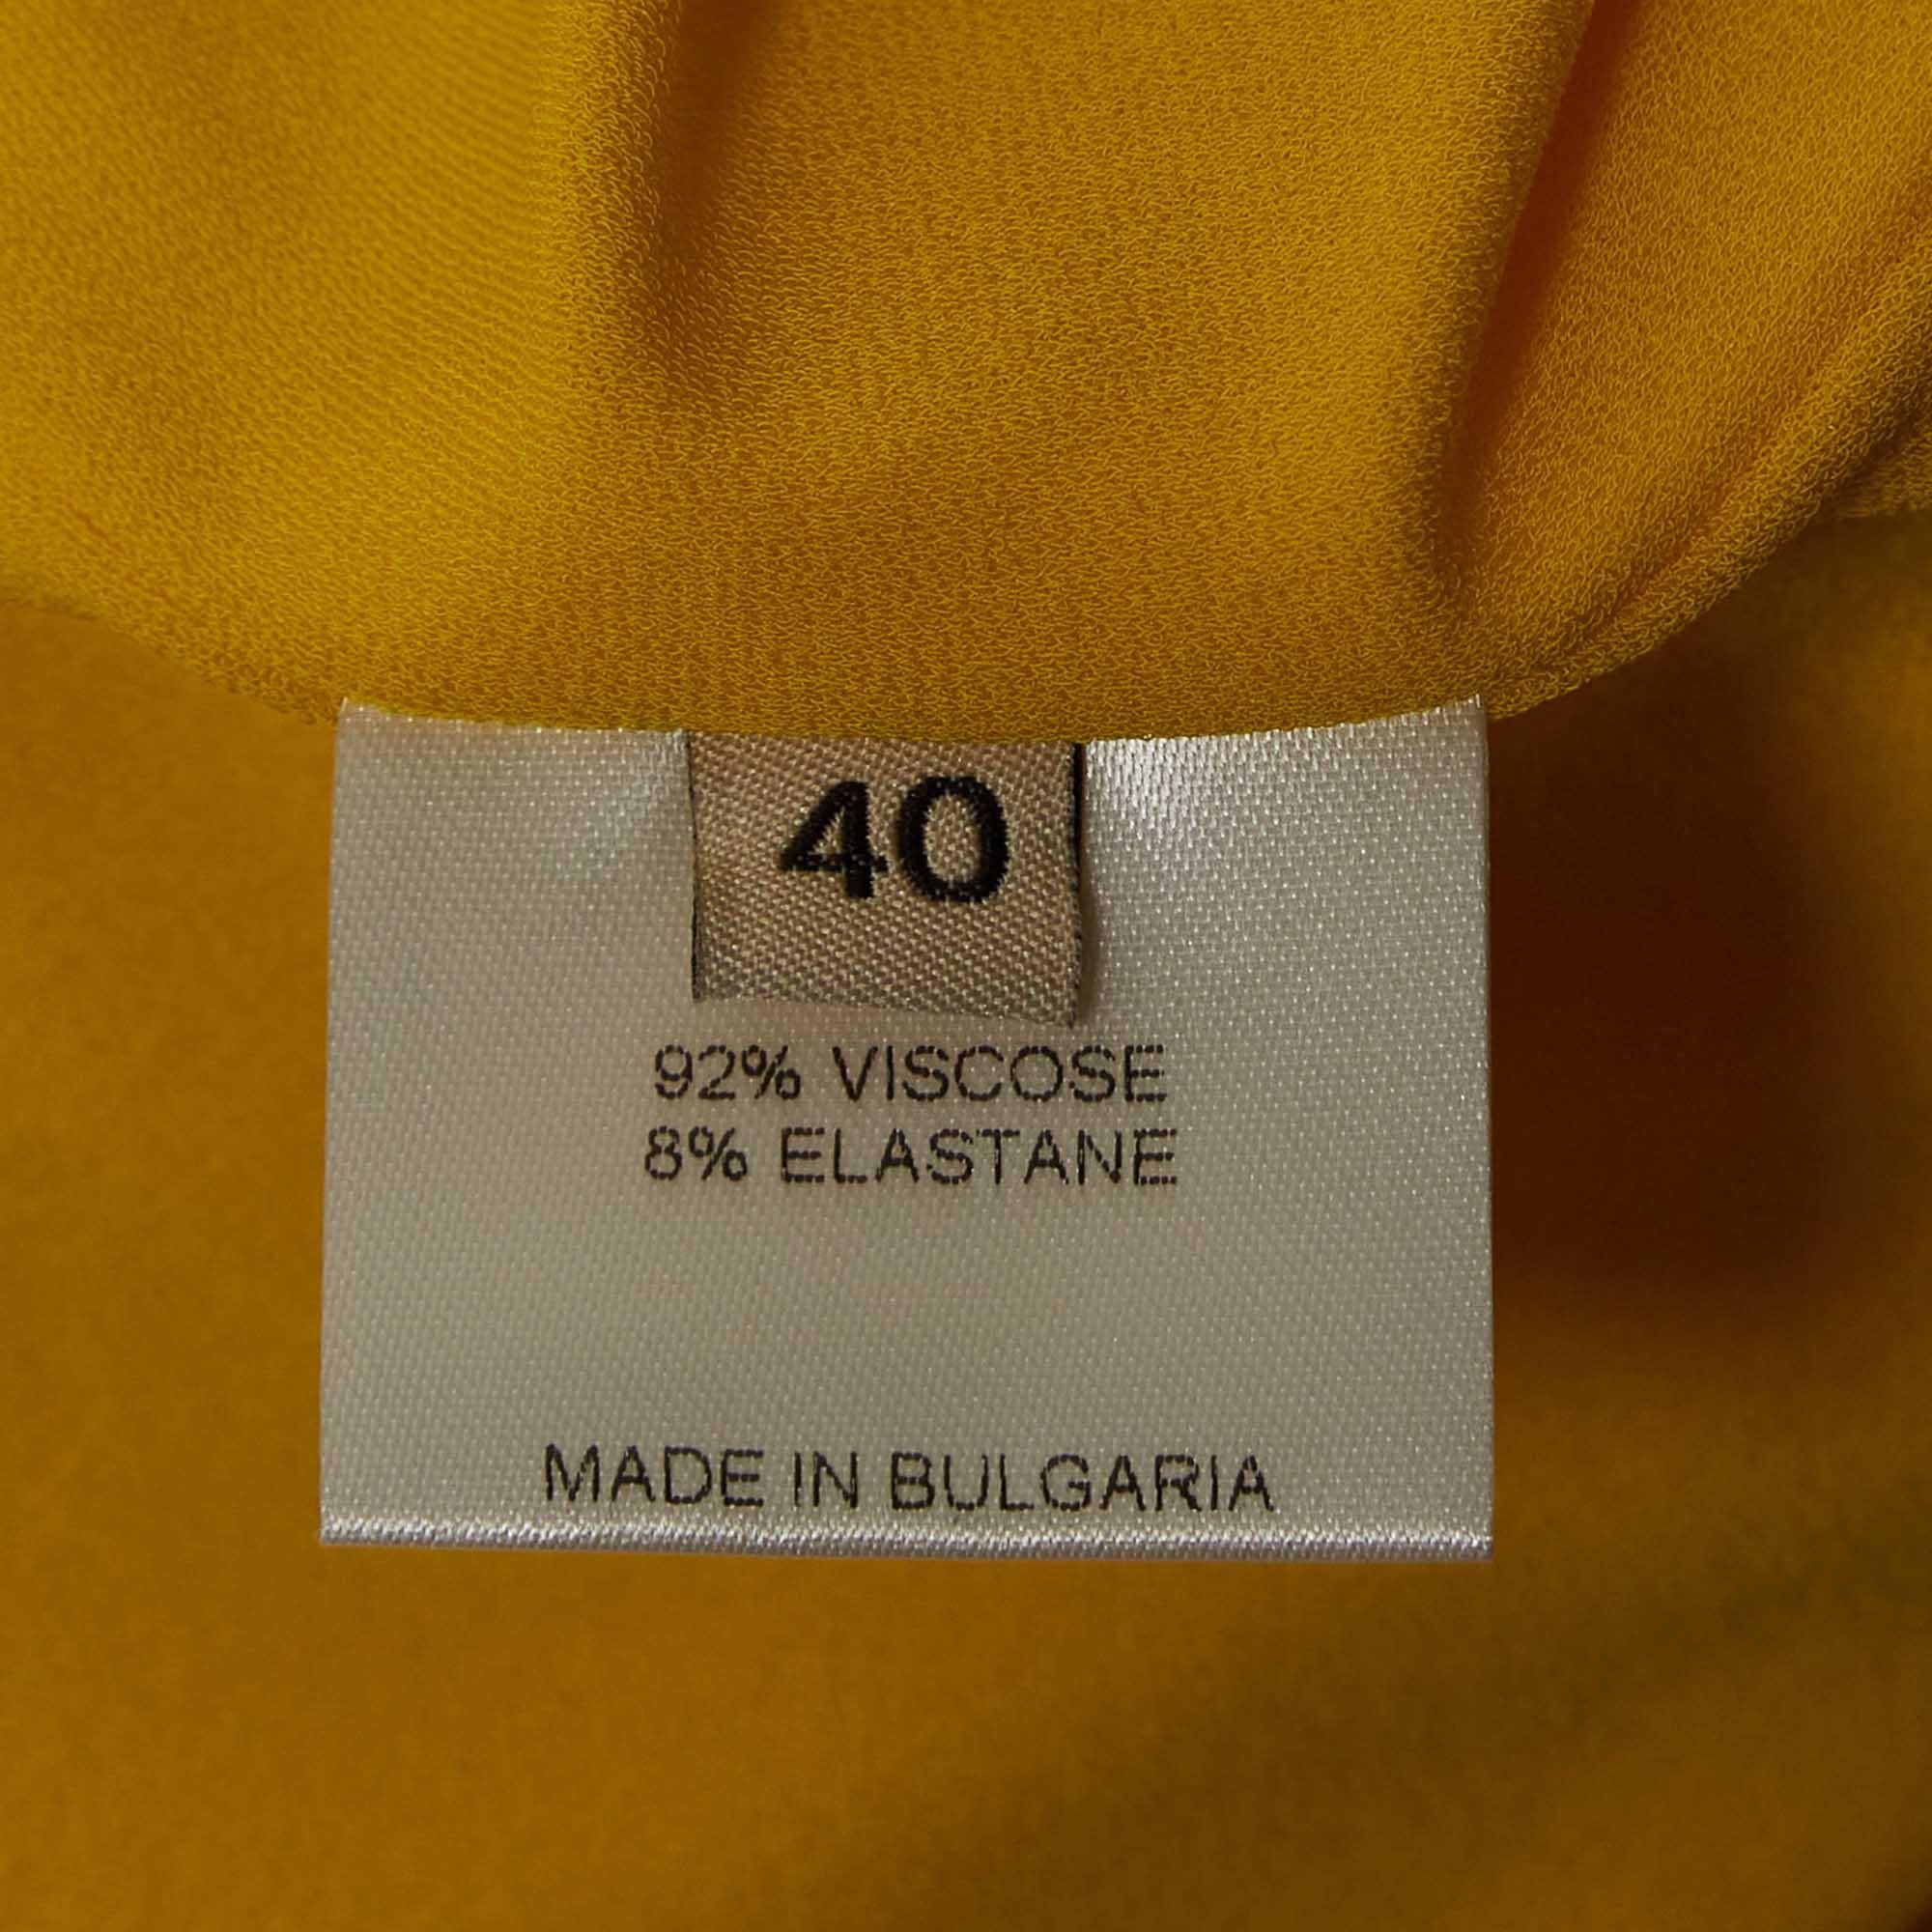 40
92% VISCOSE
8% ELASTANE
MADE IN BULGARIA